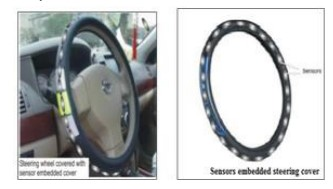 Steering wheel covered with
sensor embedded cover
Sensors
Sensors embedded steering cover